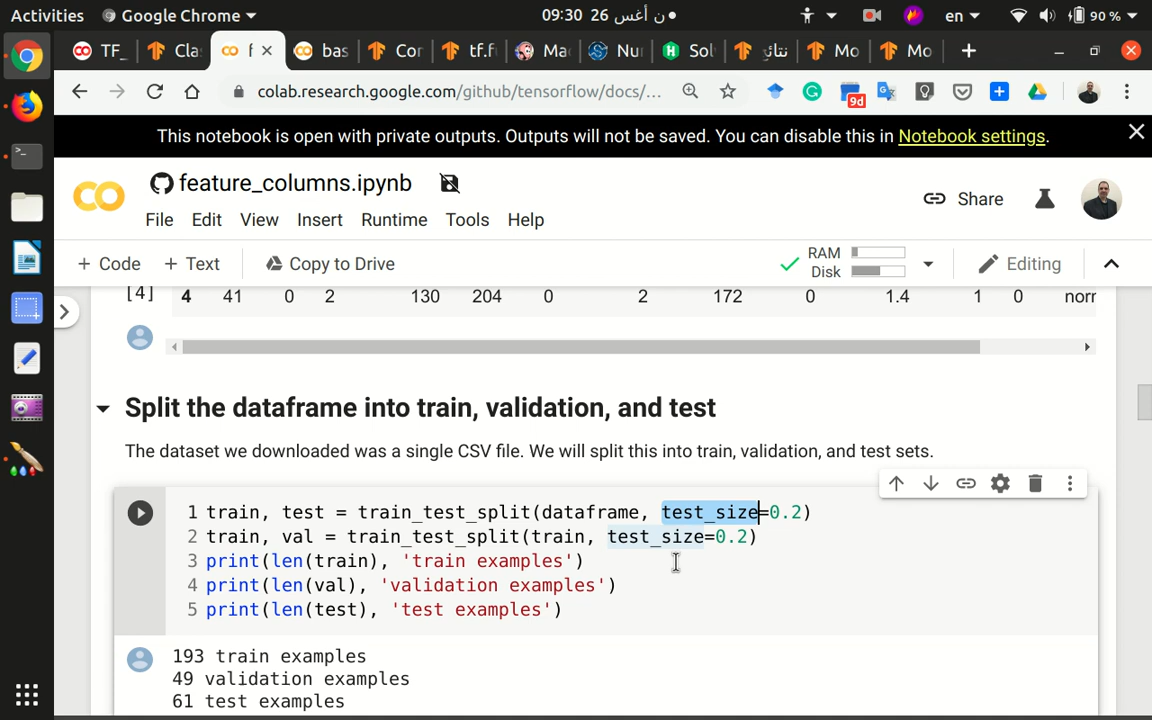 Activities Google Chrome ن أغس 26 09:30 en 90 %
TF_ Cla f bas Cor tf.f Ma Nu Sol نتائ Mo Mo
colab.research.google.com/github/tensorflow/docs/... 9d
This notebook is open with private outputs. Outputs will not be saved. You can disable this in Notebook settings.
feature_columns.ipynb
Share
File Edit View Insert Runtime Tools Help
+ Code + Text Copy to Drive RAM Disk Editing
[4] 4 41 0 2 130 204 0 2 172 0 1.4 1 0 norr
Split the dataframe into train, validation, and test
The dataset we downloaded was a single CSV file. We will split this into train, validation, and test sets.
1 train, test = train_test_split(dataframe, test_size=0.2)
2 train, val = train_test_split(train, test_size=0.2)
3 print(len(train), 'train examples')
4 print(len(val), 'validation examples')
5 print(len(test), 'test examples')
193 train examples
49 validation examples
61 test examples